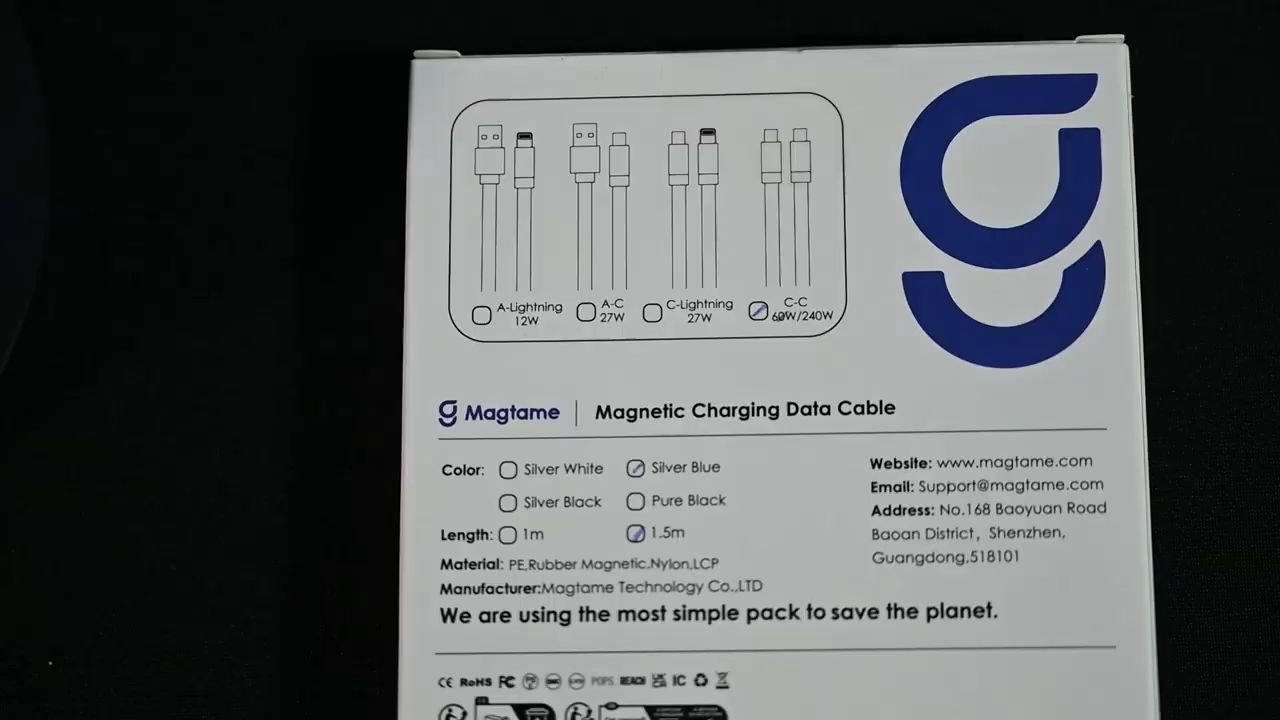 A-Lightning
12W
A-C
27W
C-Lightning
27W
C-C
60W/240W
Magtame | Magnetic Charging Data Cable
Color: Silver White Silver Blue
Silver Black Pure Black
Length: 1m 1.5m
Material: PE,Rubber Magnetic,Nylon,LCP
Manufacturer:Magtame Technology Co.,LTD
We are using the most simple pack to save the planet.
Website: www.magtame.com
Email: Support@magtame.com
Address: No.168 Baoyuan Road
Baoan District, Shenzhen,
Guangdong,518101
CE RoHS FC POPS REACH IC